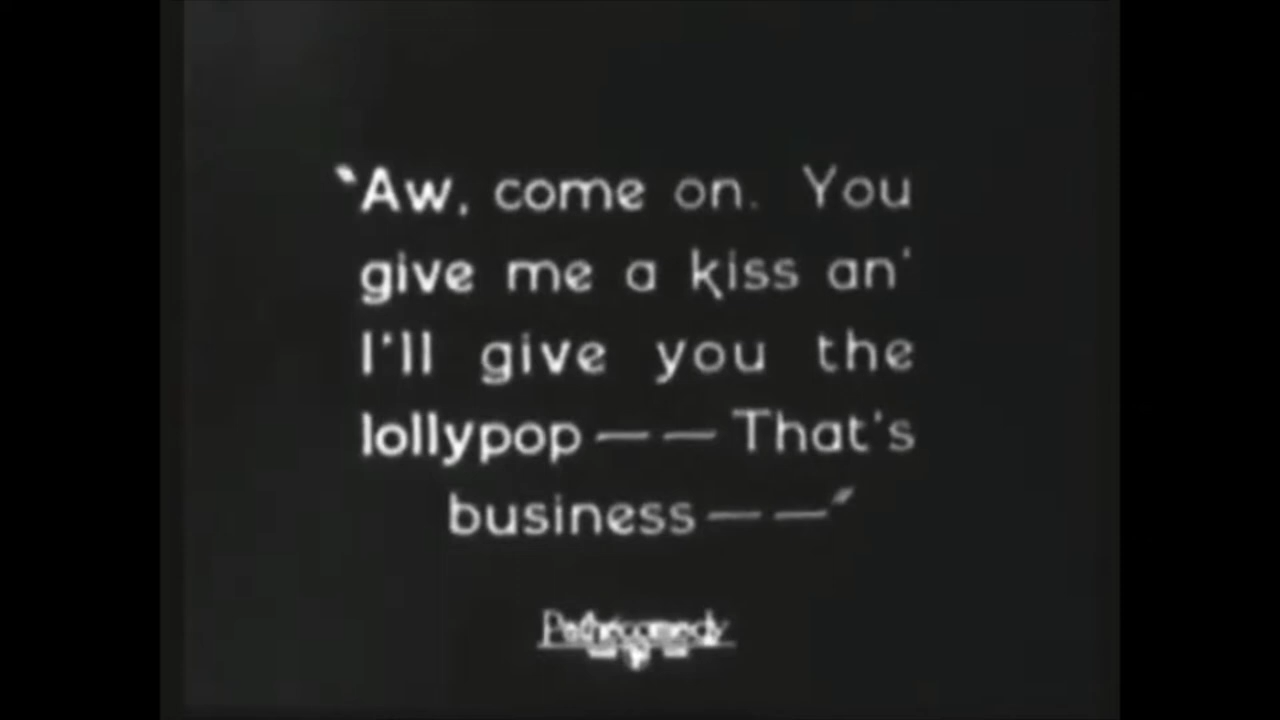 "Aw, come on. You
give me a kiss an'
I'll give you the
lollypop — — That's
business — —"
Pathécomedy